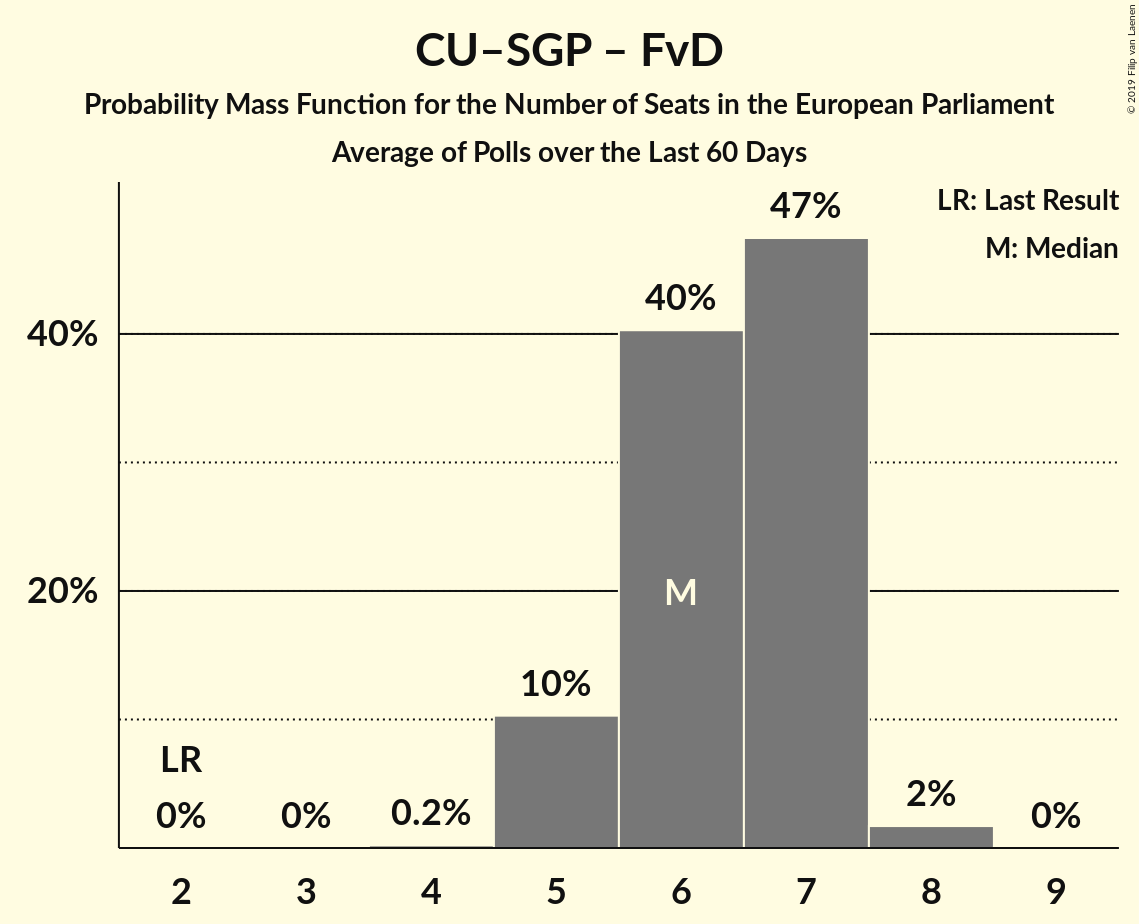 CU–SGP – FvD
Probability Mass Function for the Number of Seats in the European Parliament
Average of Polls over the Last 60 Days
© 2019 Filip van Laenen
LR: Last Result
M: Median
47%
40%
40%
20%
M
10%
LR
0%
0%
0.2%
2%
0%
2 3 4 5 6 7 8 9